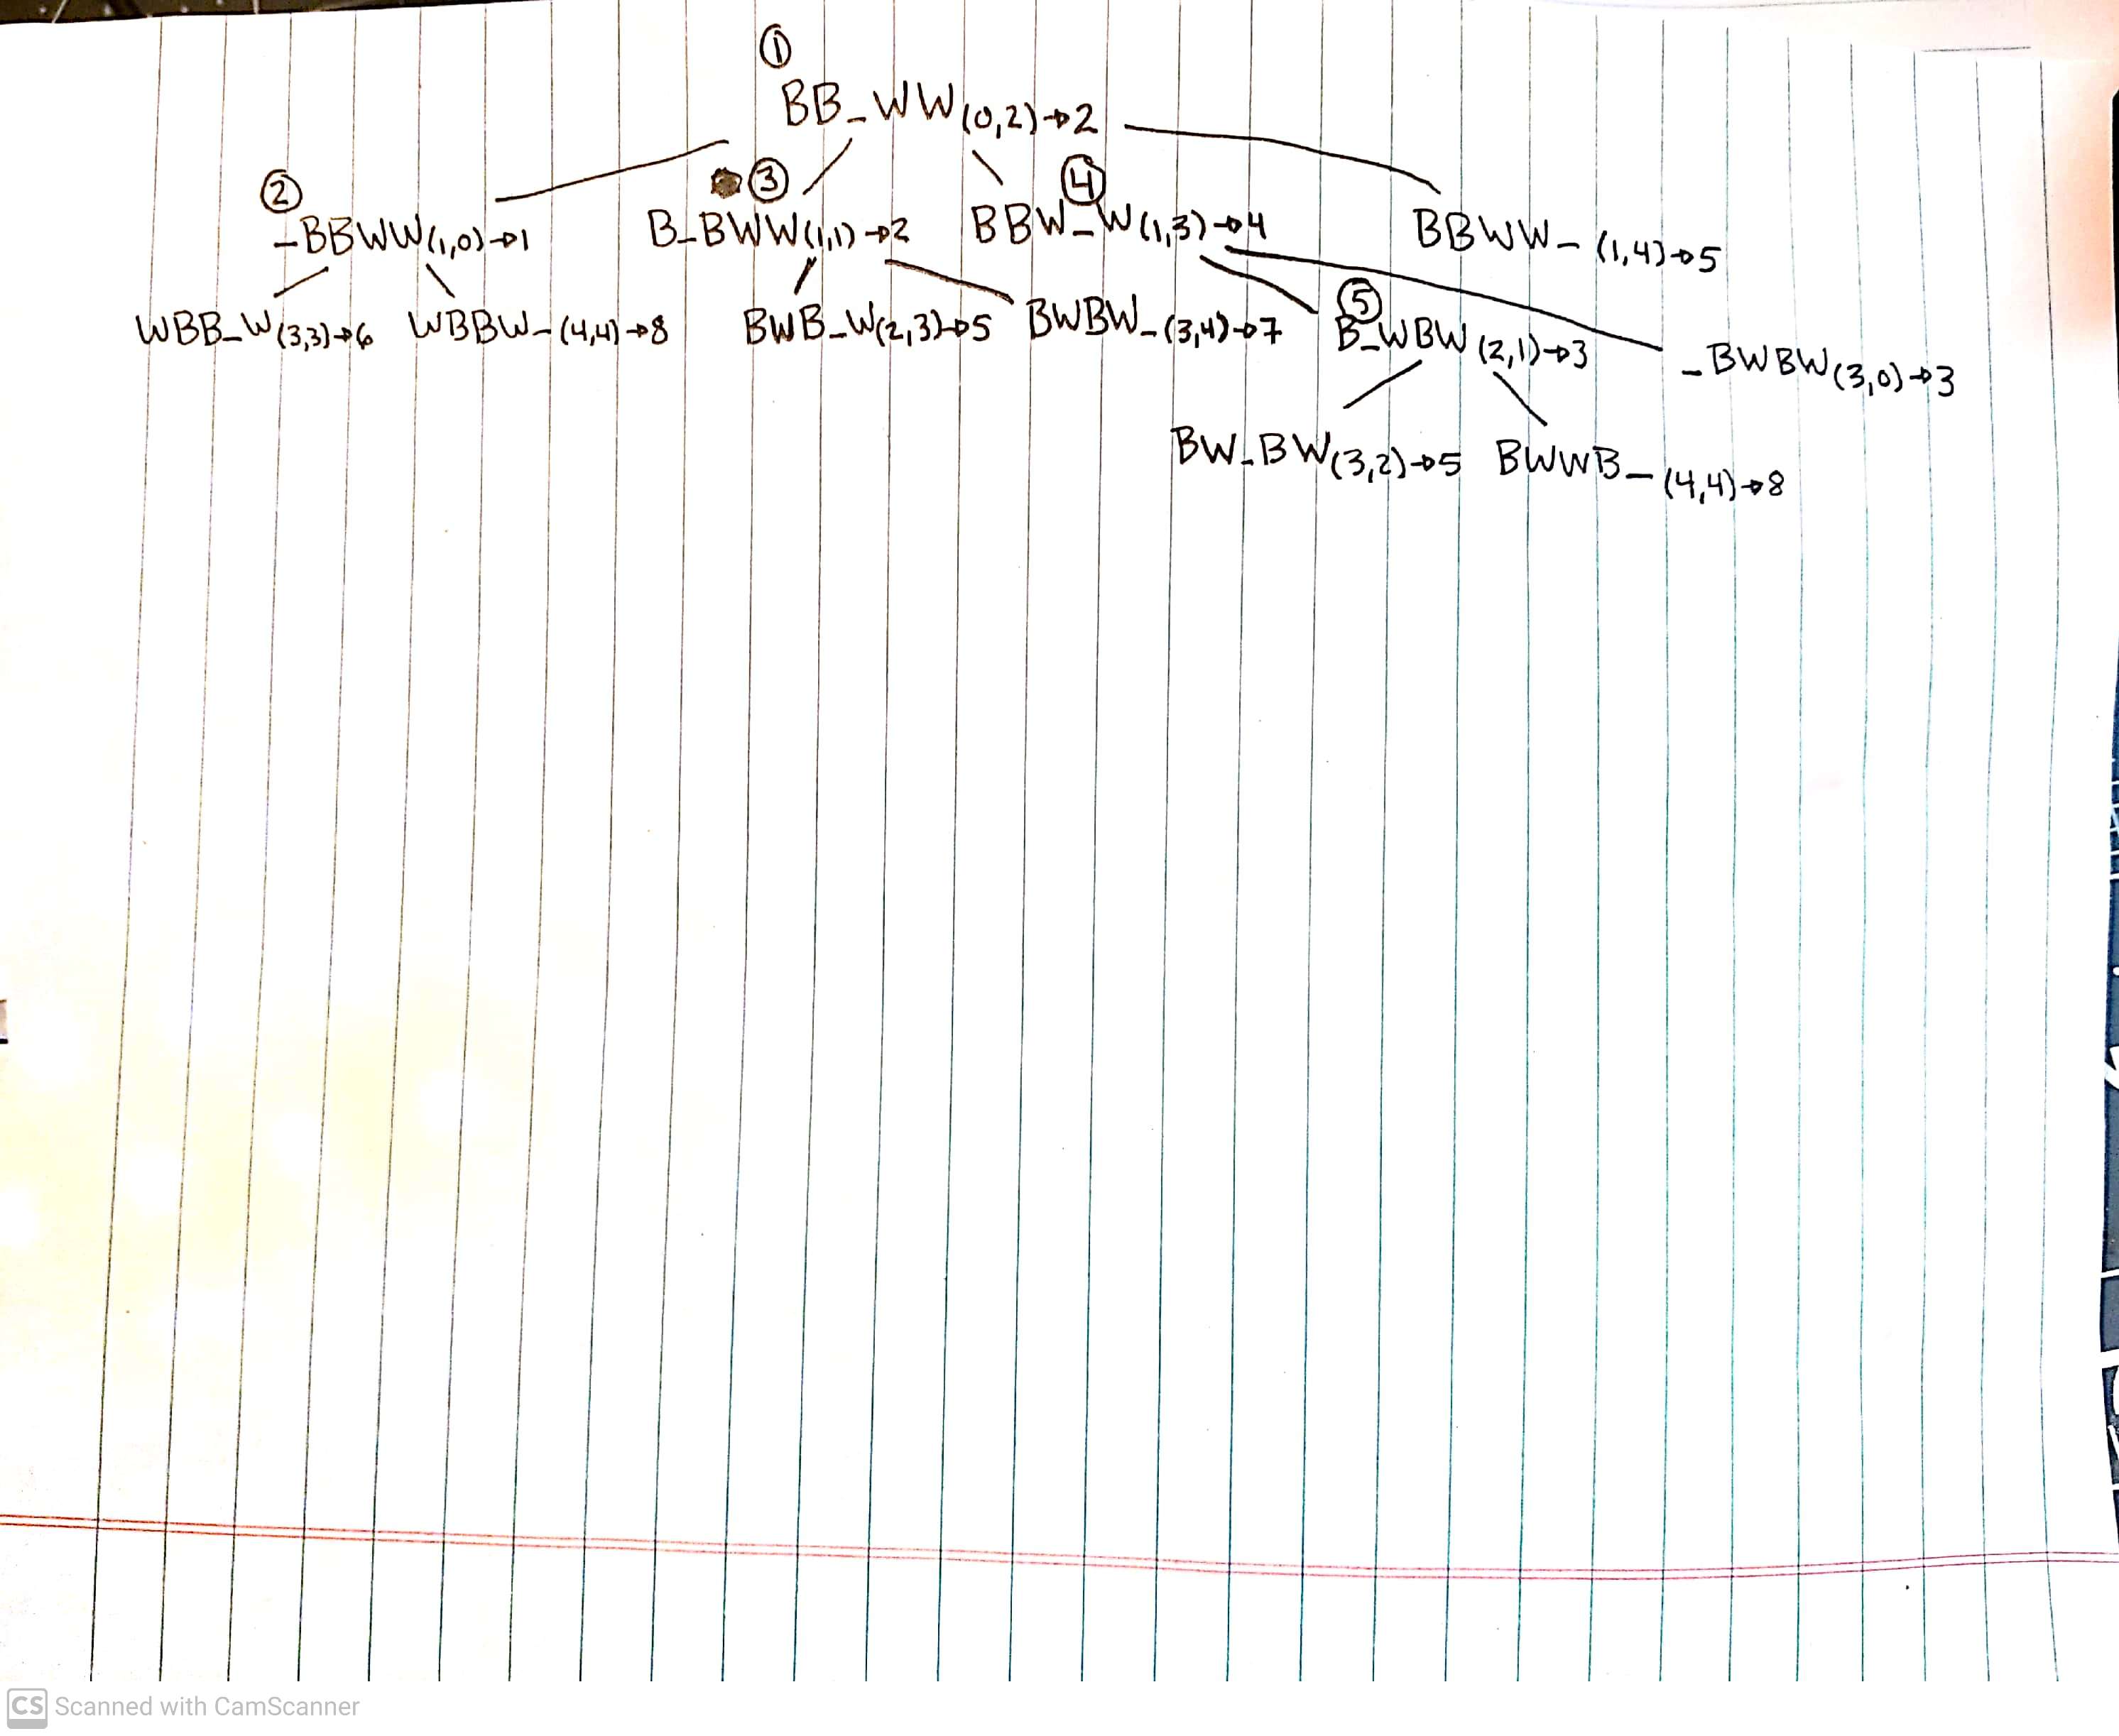 ①
BB_WW(0,2)→2
② ③ ④
_BBWW(1,0)→1 B_BWW(1,1)→2 BBW_W(1,3)→4 BBWW_(1,4)→5
⑤
WBB_W(3,3)→6 WBBW_(4,4)→8 BWB_W(2,3)→5 BWBW_(3,4)→7 B_WBW(2,1)→3 _BWBW(3,0)→3
BW_BW(3,2)→5 BWWB_(4,4)→8
CS Scanned with CamScanner